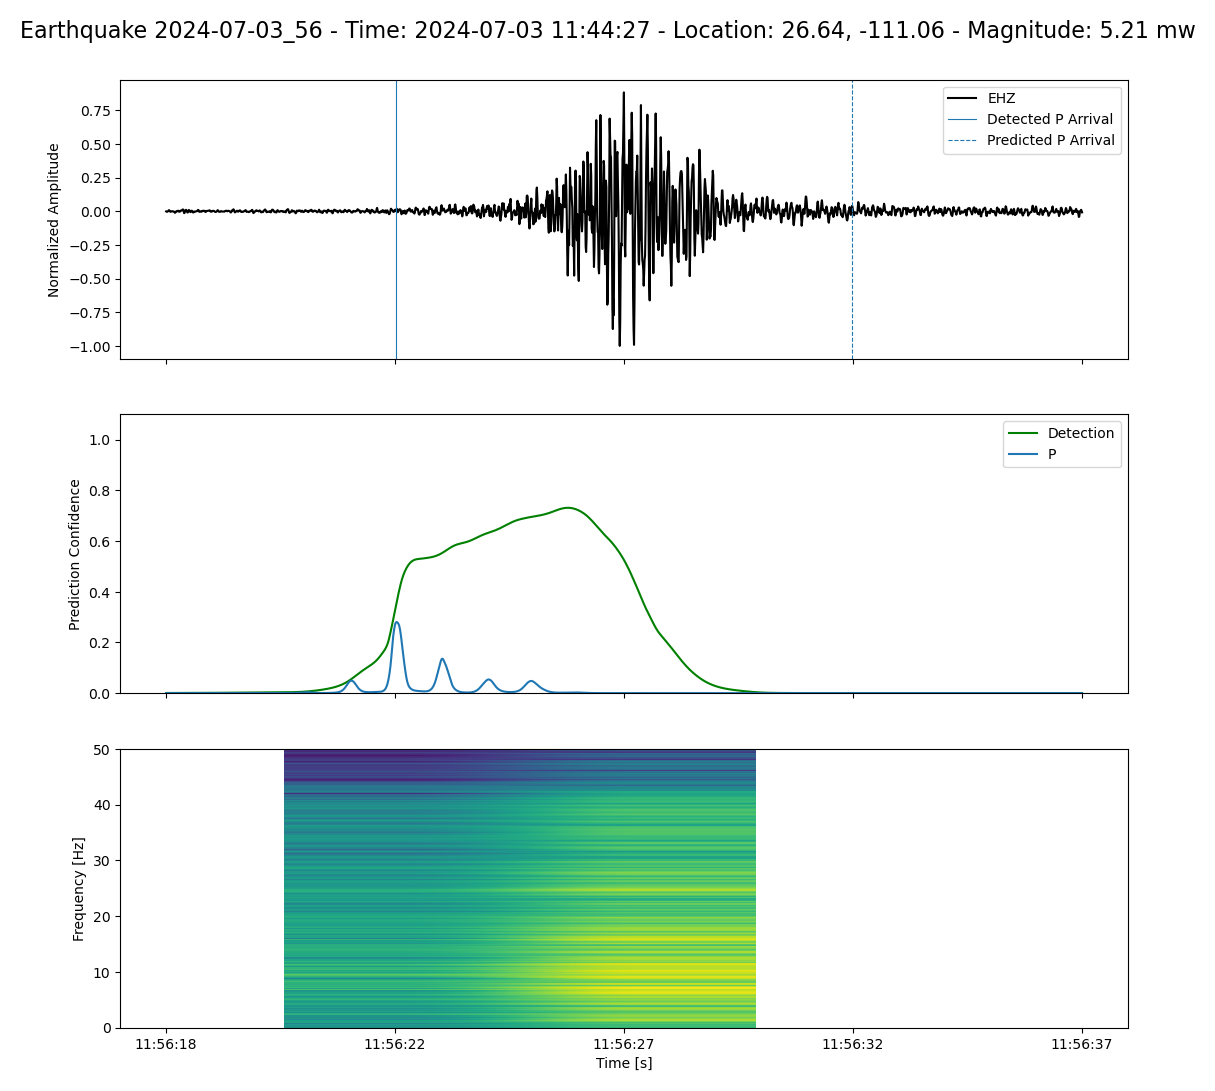 Earthquake 2024-07-03_56 - Time: 2024-07-03 11:44:27 - Location: 26.64, -111.06 - Magnitude: 5.21 mw
EHZ
Detected P Arrival
Predicted P Arrival
Normalized Amplitude
0.75
0.50
0.25
0.00
−0.25
−0.50
−0.75
−1.00
Detection
P
Prediction Confidence
1.0
0.8
0.6
0.4
0.2
0.0
Frequency [Hz]
50
40
30
20
10
0
11:56:18 11:56:22 11:56:27 11:56:32 11:56:37
Time [s]